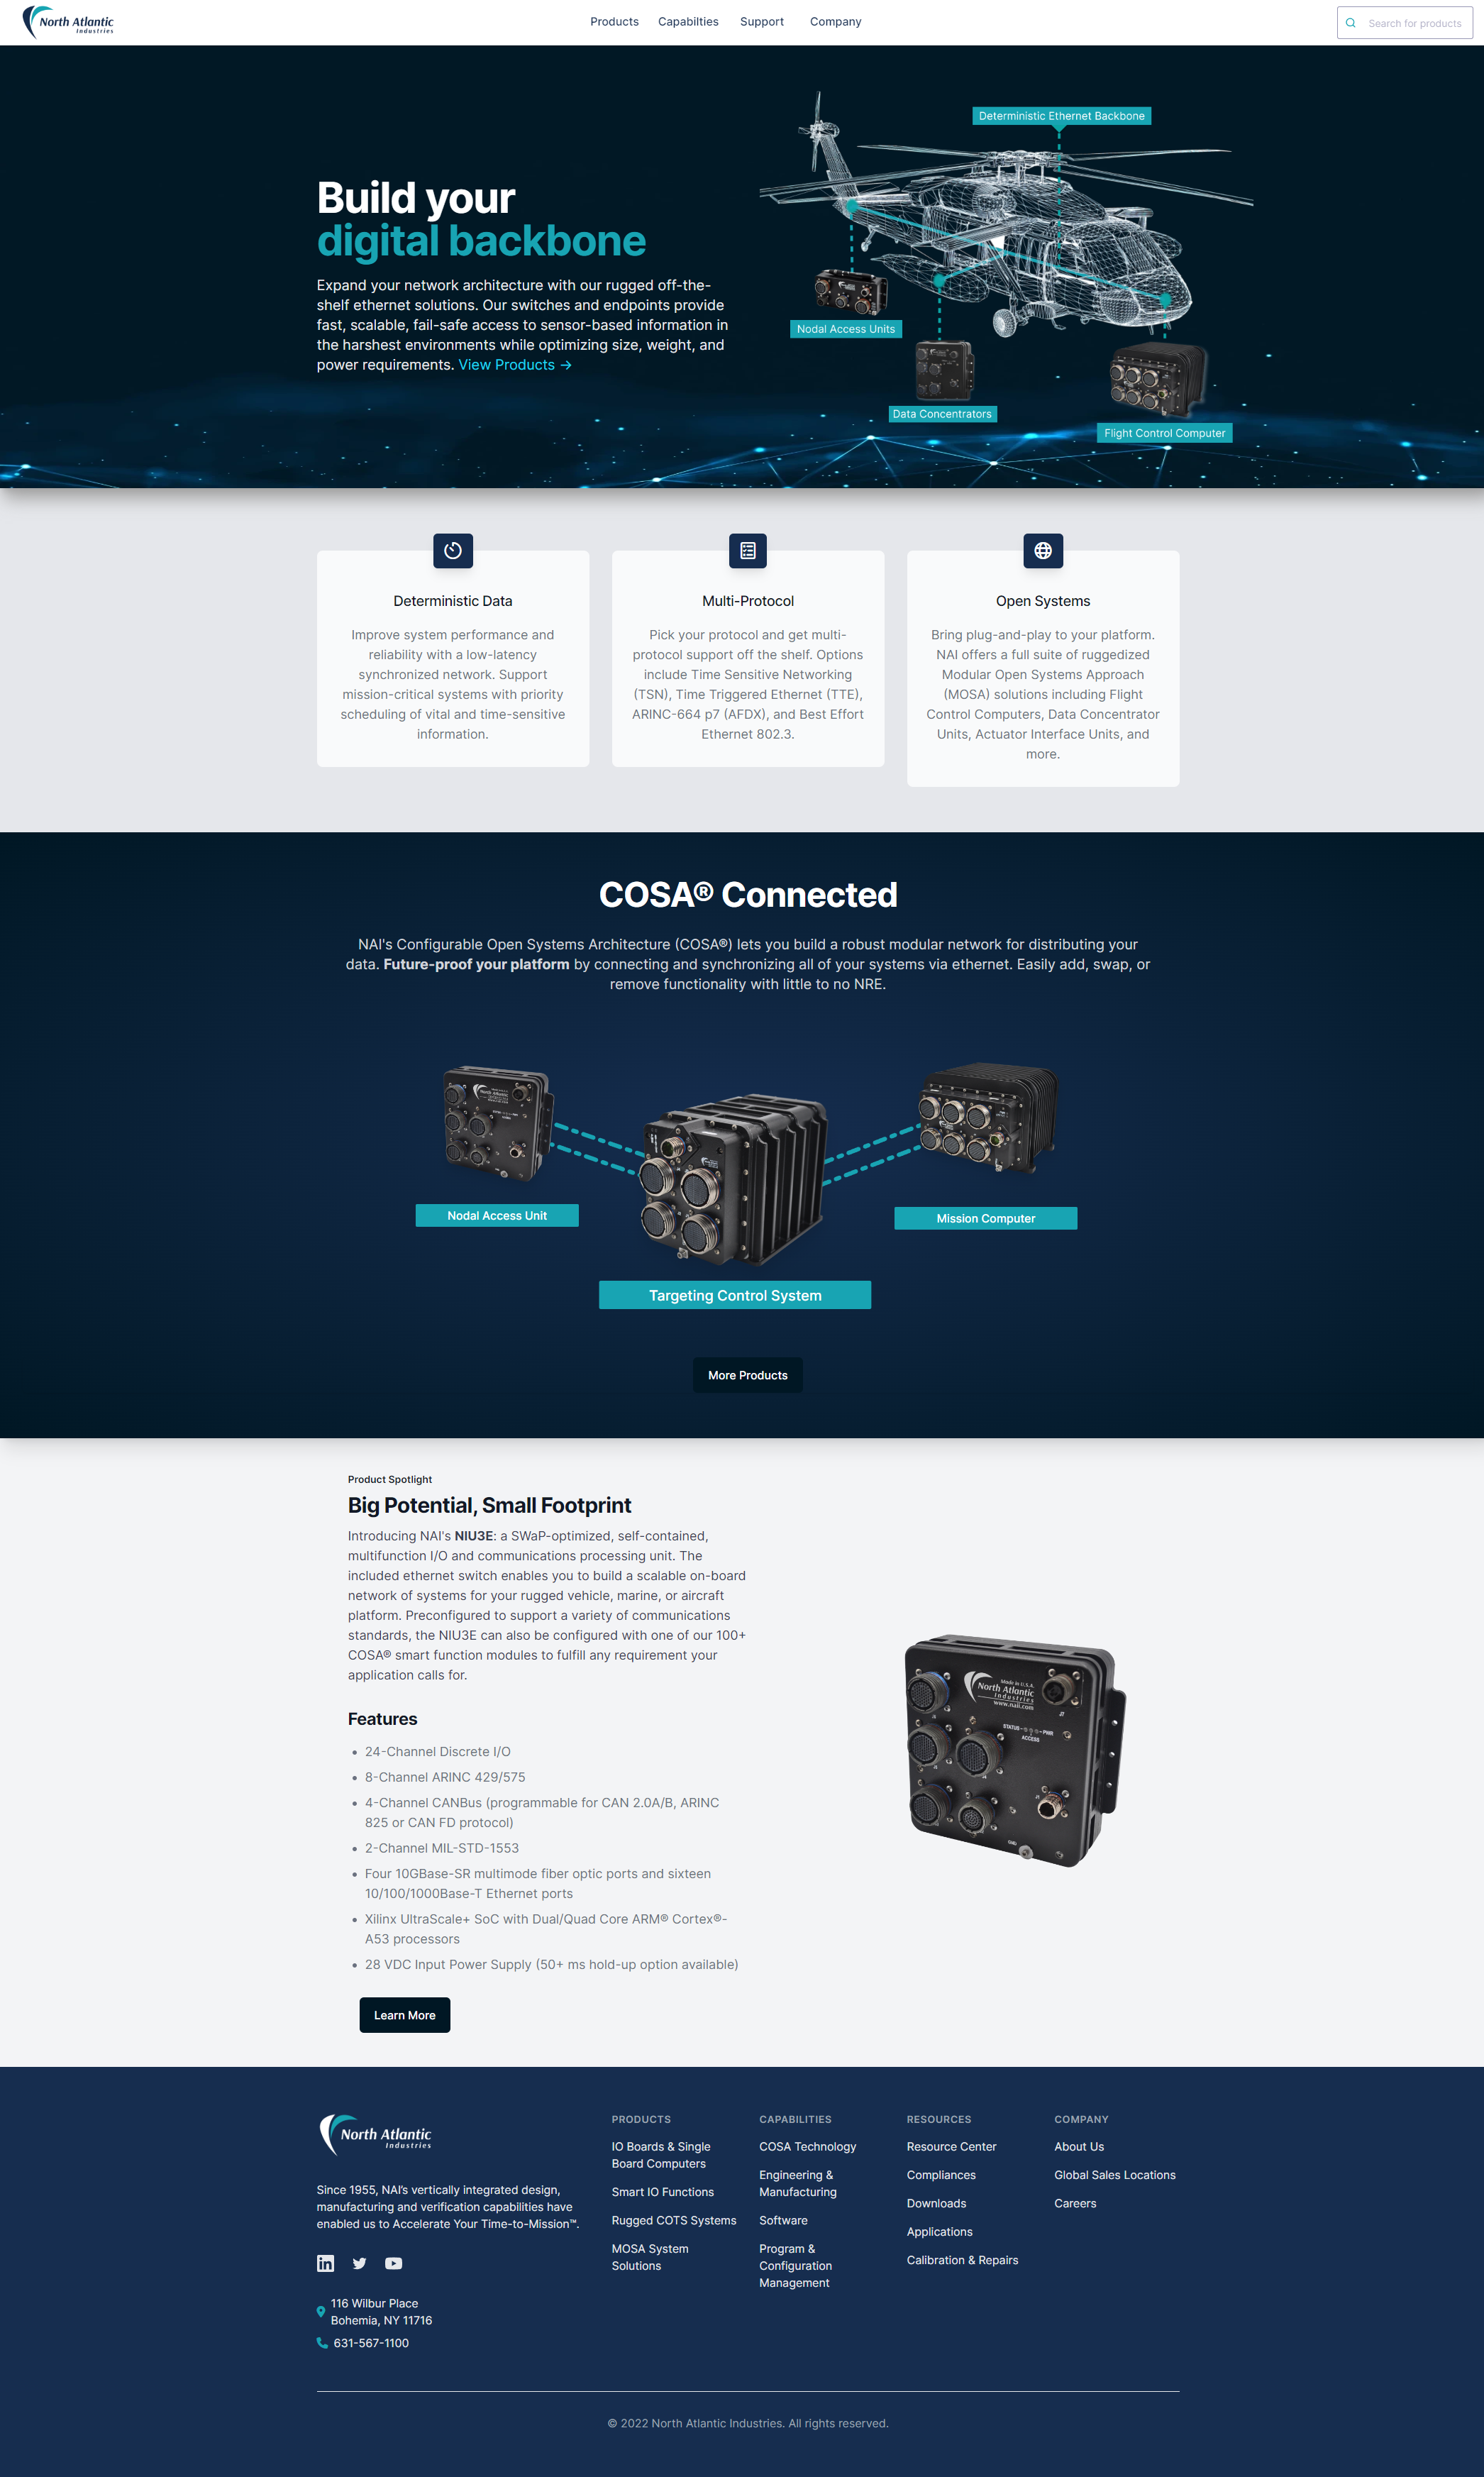 North Atlantic
Industries
Products
Capabilties
Support
Company
Search for products
Deterministic Ethernet Backbone
Build your
digital backbone
Expand your network architecture with our rugged off-the-
shelf ethernet solutions. Our switches and endpoints provide
fast, scalable, fail-safe access to sensor-based information in
the harshest environments while optimizing size, weight, and
power requirements. View Products →
Nodal Access Units
Data Concentrators
Flight Control Computer
Deterministic Data
Improve system performance and
reliability with a low-latency
synchronized network. Support
mission-critical systems with priority
scheduling of vital and time-sensitive
information.
Multi-Protocol
Pick your protocol and get multi-
protocol support off the shelf. Options
include Time Sensitive Networking
(TSN), Time Triggered Ethernet (TTE),
ARINC-664 p7 (AFDX), and Best Effort
Ethernet 802.3.
Open Systems
Bring plug-and-play to your platform.
NAI offers a full suite of ruggedized
Modular Open Systems Approach
(MOSA) solutions including Flight
Control Computers, Data Concentrator
Units, Actuator Interface Units, and
more.
COSA® Connected
NAI's Configurable Open Systems Architecture (COSA®) lets you build a robust modular network for distributing your
data. Future-proof your platform by connecting and synchronizing all of your systems via ethernet. Easily add, swap, or
remove functionality with little to no NRE.
North Atlantic
Nodal Access Unit
Mission Computer
Targeting Control System
More Products
Product Spotlight
Big Potential, Small Footprint
Introducing NAI's NIU3E: a SWaP-optimized, self-contained,
multifunction I/O and communications processing unit. The
included ethernet switch enables you to build a scalable on-board
network of systems for your rugged vehicle, marine, or aircraft
platform. Preconfigured to support a variety of communications
standards, the NIU3E can also be configured with one of our 100+
COSA® smart function modules to fulfill any requirement your
application calls for.
Features
• 24-Channel Discrete I/O
• 8-Channel ARINC 429/575
• 4-Channel CANBus (programmable for CAN 2.0A/B, ARINC
825 or CAN FD protocol)
• 2-Channel MIL-STD-1553
• Four 10GBase-SR multimode fiber optic ports and sixteen
10/100/1000Base-T Ethernet ports
• Xilinx UltraScale+ SoC with Dual/Quad Core ARM® Cortex®-
A53 processors
• 28 VDC Input Power Supply (50+ ms hold-up option available)
Learn More
Made in U.S.A.
North Atlantic
Industries
www.naii.com
J7
STATUS
PWR
ACCESS
GND
North Atlantic
Industries
Since 1955, NAI's vertically integrated design,
manufacturing and verification capabilities have
enabled us to Accelerate Your Time-to-Mission™.
116 Wilbur Place
Bohemia, NY 11716
631-567-1100
PRODUCTS
IO Boards & Single
Board Computers
Smart IO Functions
Rugged COTS Systems
MOSA System
Solutions
CAPABILITIES
COSA Technology
Engineering &
Manufacturing
Software
Program &
Configuration
Management
RESOURCES
Resource Center
Compliances
Downloads
Applications
Calibration & Repairs
COMPANY
About Us
Global Sales Locations
Careers
© 2022 North Atlantic Industries. All rights reserved.